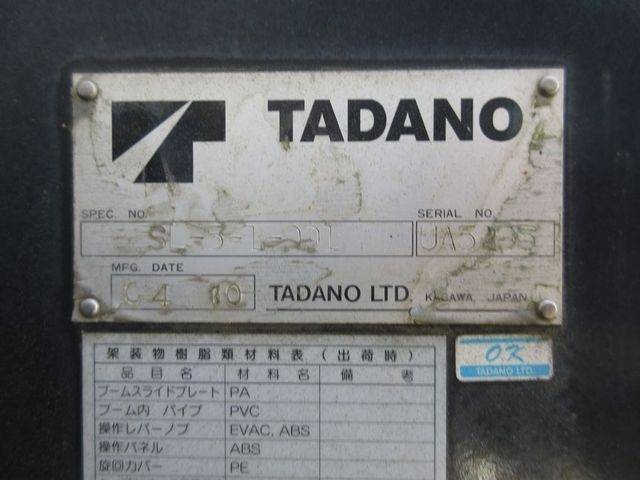 TADANO
SPEC. NO.
SERIAL NO.
MFG. DATE
TADANO LTD. KAGAWA, JAPAN
架装物樹脂類材料表(出荷時)
品目名 材料名 備考
ブームスライドプレート PA
ブーム内 パイプ PVC
操作レバーノブ EVAC, ABS
操作パネル ABS
旋回カバー PE
OK
TADANO LTD.